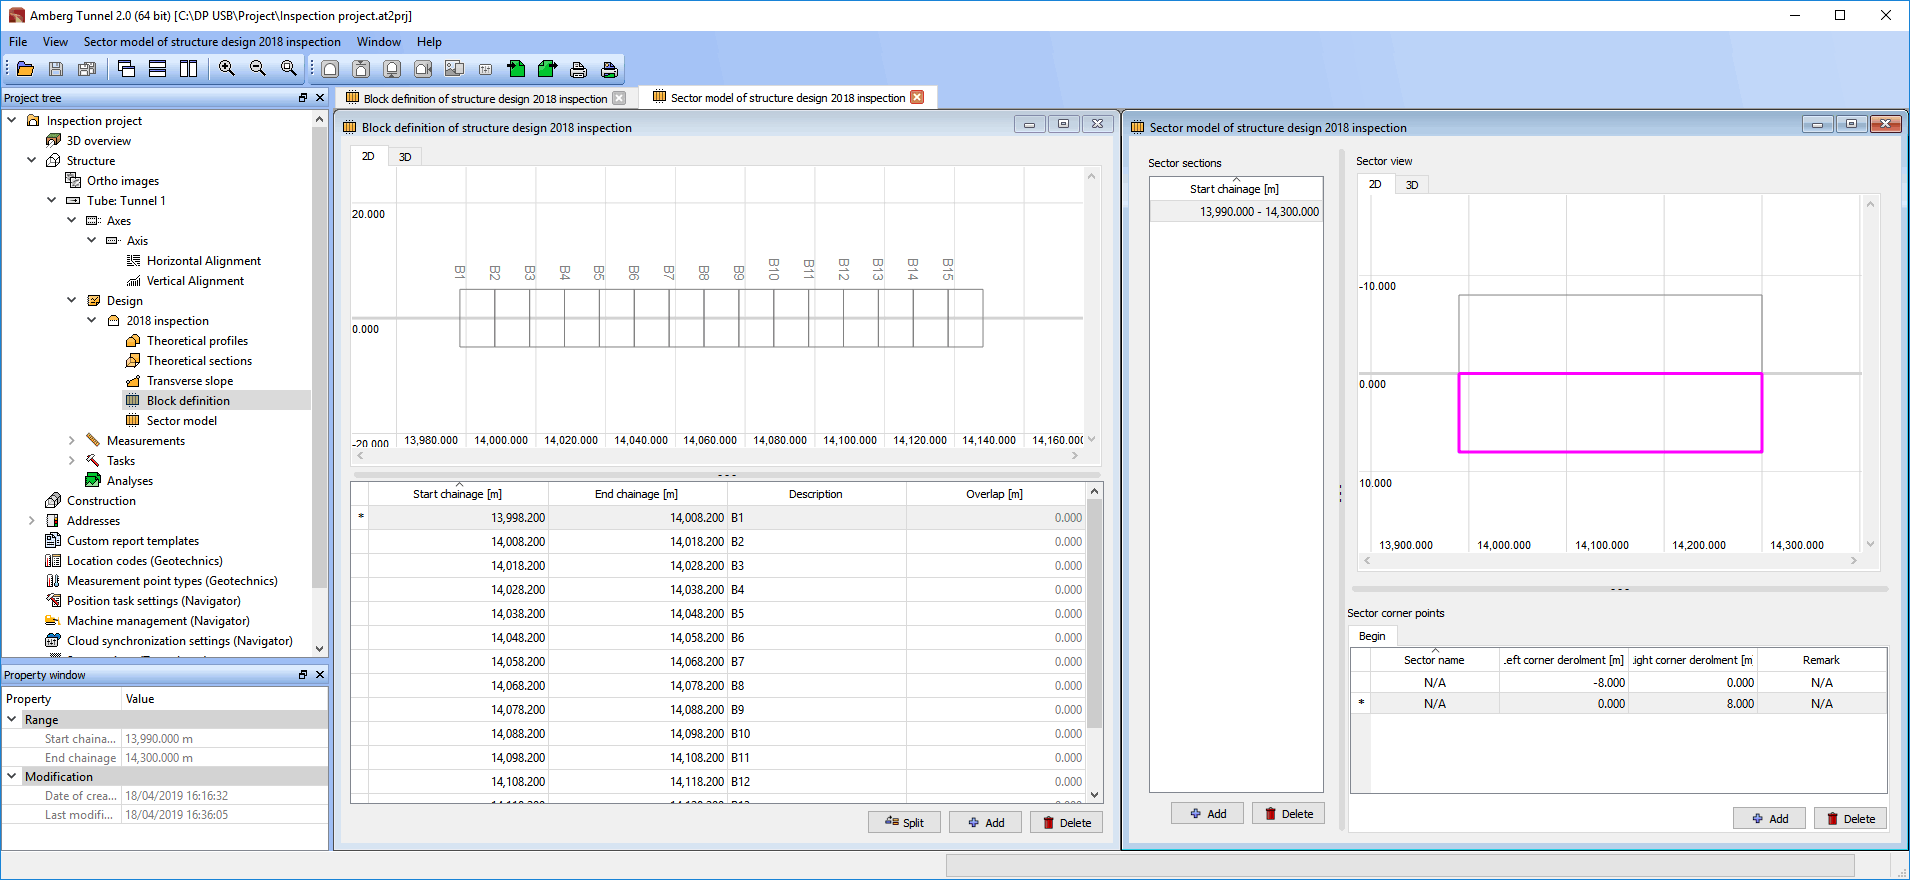 Amberg Tunnel 2.0 (64 bit) [C:\DP USB\Project\Inspection project.at2prj]
File View Sector model of structure design 2018 inspection Window Help
Project tree
Inspection project
3D overview
Structure
Ortho images
Tube: Tunnel 1
Axes
Axis
Horizontal Alignment
Vertical Alignment
Design
2018 inspection
Theoretical profiles
Theoretical sections
Transverse slope
Block definition
Sector model
Measurements
Tasks
Analyses
Construction
Addresses
Custom report templates
Location codes (Geotechnics)
Measurement point types (Geotechnics)
Position task settings (Navigator)
Machine management (Navigator)
Cloud synchronization settings (Navigator)
Property window
Property Value
Range
Start chaina... 13,990.000 m
End chainage 14,300.000 m
Modification
Date of crea... 18/04/2019 16:16:32
Last modifi... 18/04/2019 16:36:05
Block definition of structure design 2018 inspection
Sector model of structure design 2018 inspection
Block definition of structure design 2018 inspection
2D 3D
20.000
B1 B2 B3 B4 B5 B6 B7 B8 B9 B10 B11 B12 B13 B14 B15
0.000
-20.000
13,980.000 14,000.000 14,020.000 14,040.000 14,060.000 14,080.000 14,100.000 14,120.000 14,140.000 14,160.000
Start chainage [m] End chainage [m] Description Overlap [m]
* 13,998.200 14,008.200 B1 0.000
14,008.200 14,018.200 B2 0.000
14,018.200 14,028.200 B3 0.000
14,028.200 14,038.200 B4 0.000
14,038.200 14,048.200 B5 0.000
14,048.200 14,058.200 B6 0.000
14,058.200 14,068.200 B7 0.000
14,068.200 14,078.200 B8 0.000
14,078.200 14,088.200 B9 0.000
14,088.200 14,098.200 B10 0.000
14,098.200 14,108.200 B11 0.000
14,108.200 14,118.200 B12 0.000
Split Add Delete
Sector model of structure design 2018 inspection
Sector sections
Start chainage [m]
13,990.000 - 14,300.000
Add Delete
Sector view
2D 3D
-10.000
0.000
10.000
13,900.000 14,000.000 14,100.000 14,200.000 14,300.000
Sector corner points
Begin
Sector name .eft corner derolment [m] ight corner derolment [m Remark
N/A -8.000 0.000 N/A
* N/A 0.000 8.000 N/A
Add Delete